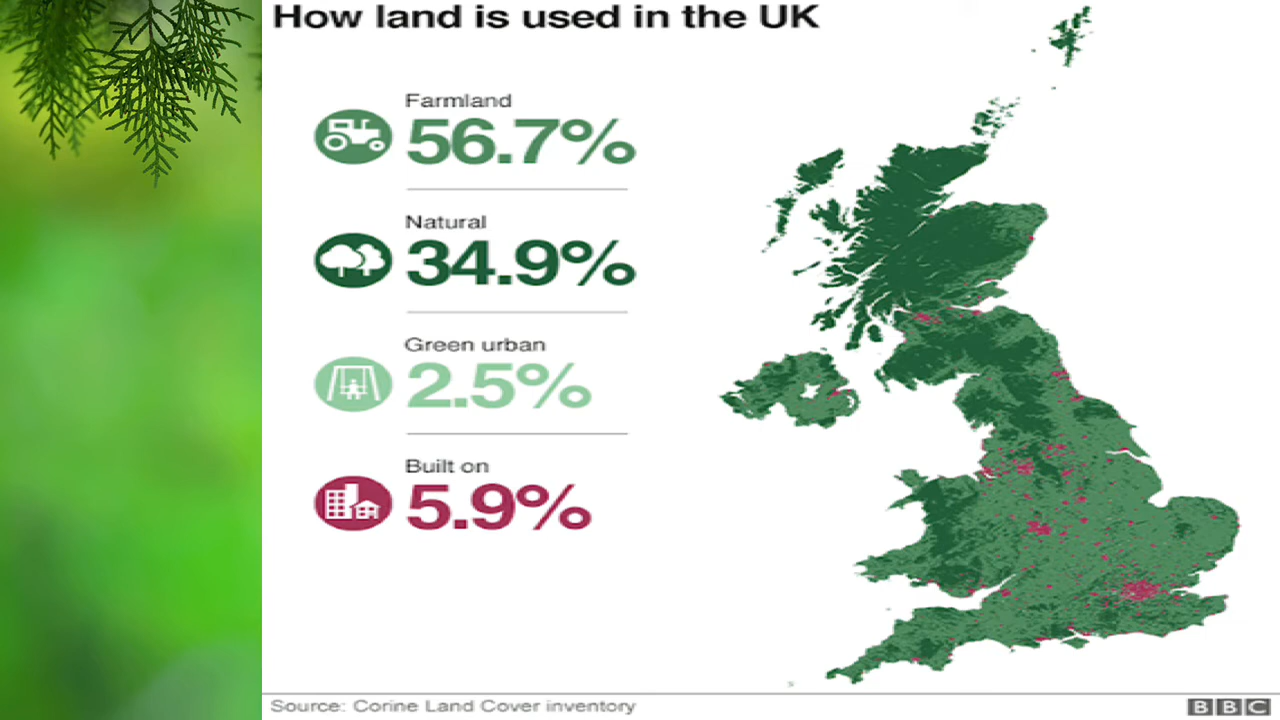 How land is used in the UK
Farmland
56.7%
Natural
34.9%
Green urban
2.5%
Built on
5.9%
Source: Corine Land Cover inventory
BBC